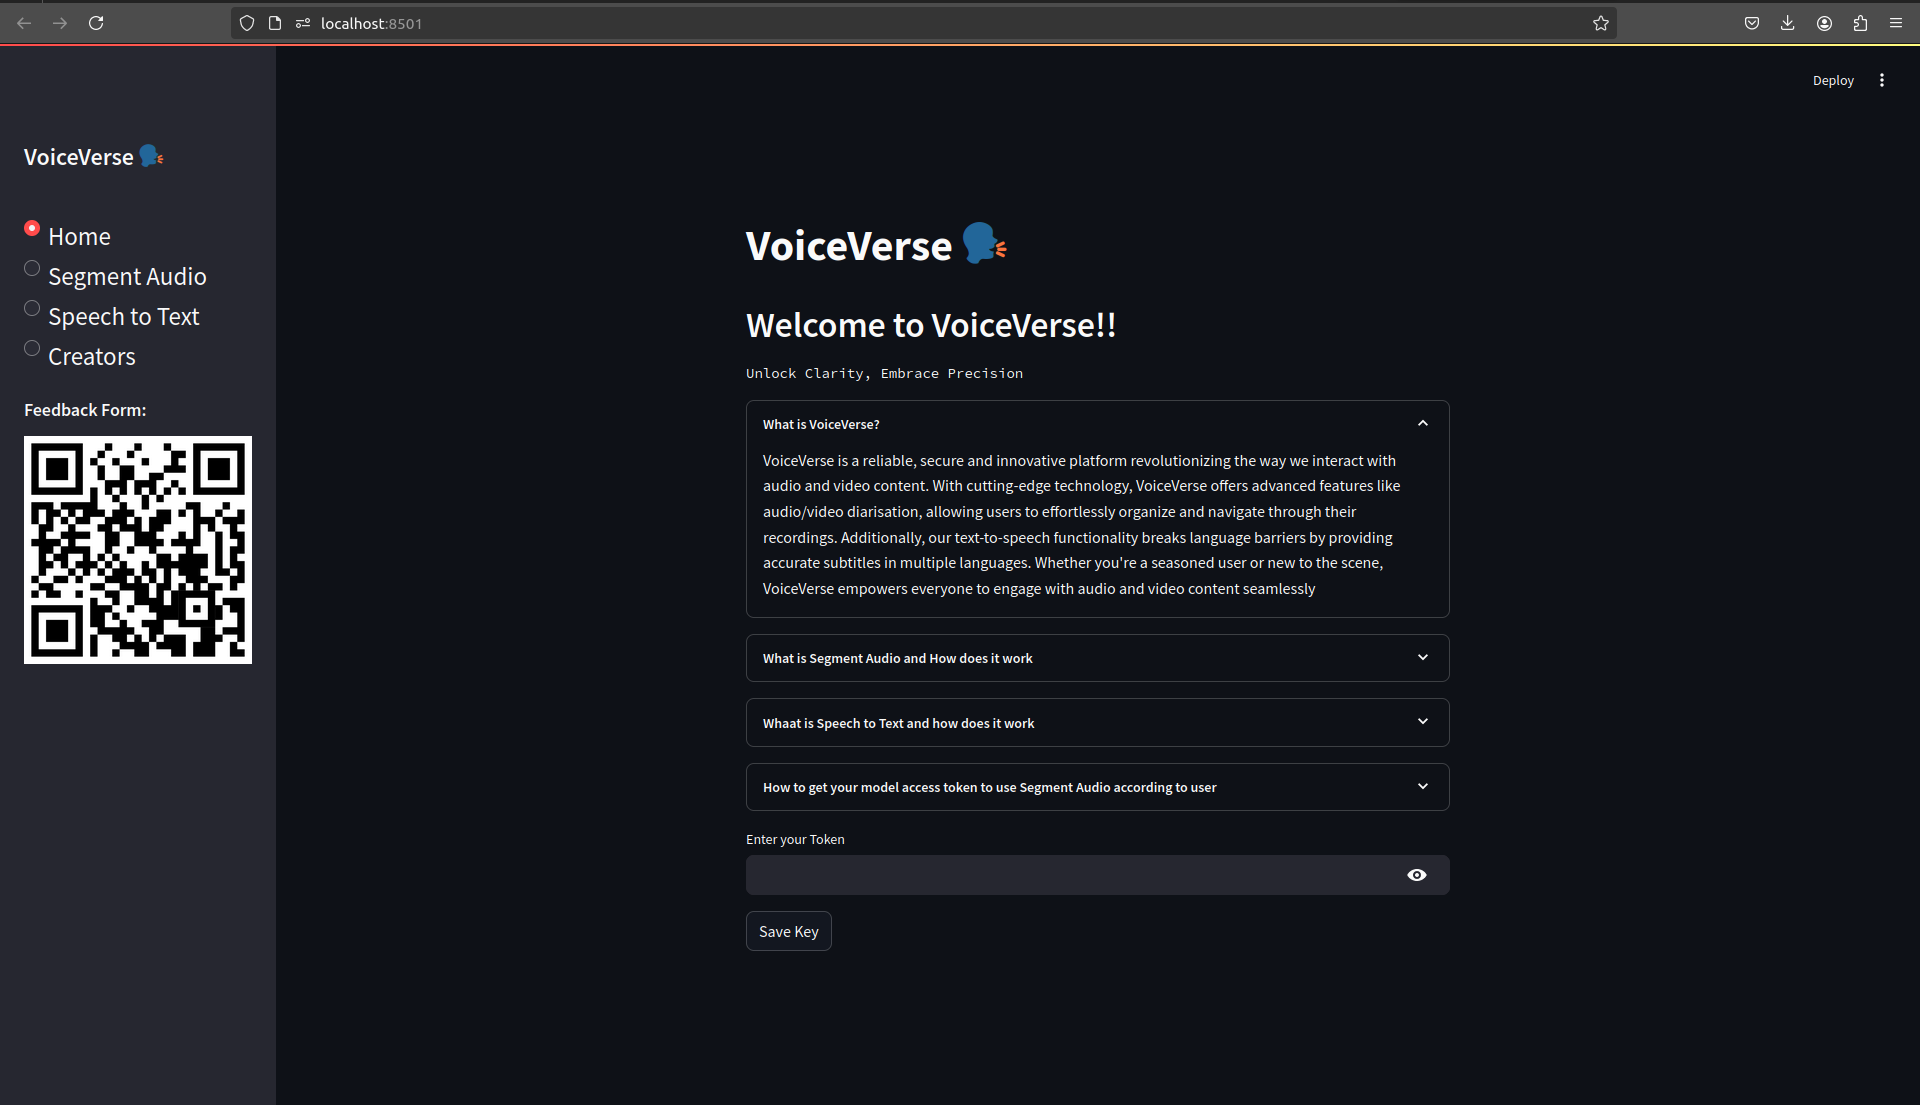 localhost:8501
Deploy
VoiceVerse
Home
Segment Audio
Speech to Text
Creators
Feedback Form:
VoiceVerse
Welcome to VoiceVerse!!
Unlock Clarity, Embrace Precision
What is VoiceVerse?
VoiceVerse is a reliable, secure and innovative platform revolutionizing the way we interact with
audio and video content. With cutting-edge technology, VoiceVerse offers advanced features like
audio/video diarisation, allowing users to effortlessly organize and navigate through their
recordings. Additionally, our text-to-speech functionality breaks language barriers by providing
accurate subtitles in multiple languages. Whether you're a seasoned user or new to the scene,
VoiceVerse empowers everyone to engage with audio and video content seamlessly
What is Segment Audio and How does it work
Whaat is Speech to Text and how does it work
How to get your model access token to use Segment Audio according to user
Enter your Token
Save Key